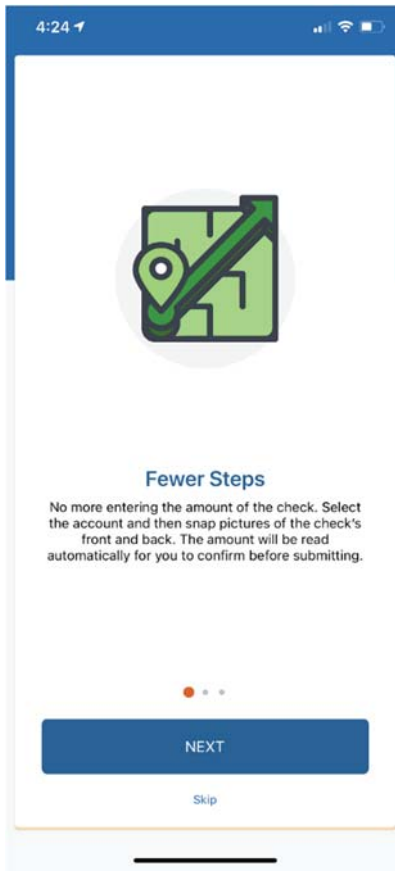 4:24
Fewer Steps
No more entering the amount of the check. Select
the account and then snap pictures of the check's
front and back. The amount will be read
automatically for you to confirm before submitting.
NEXT
Skip